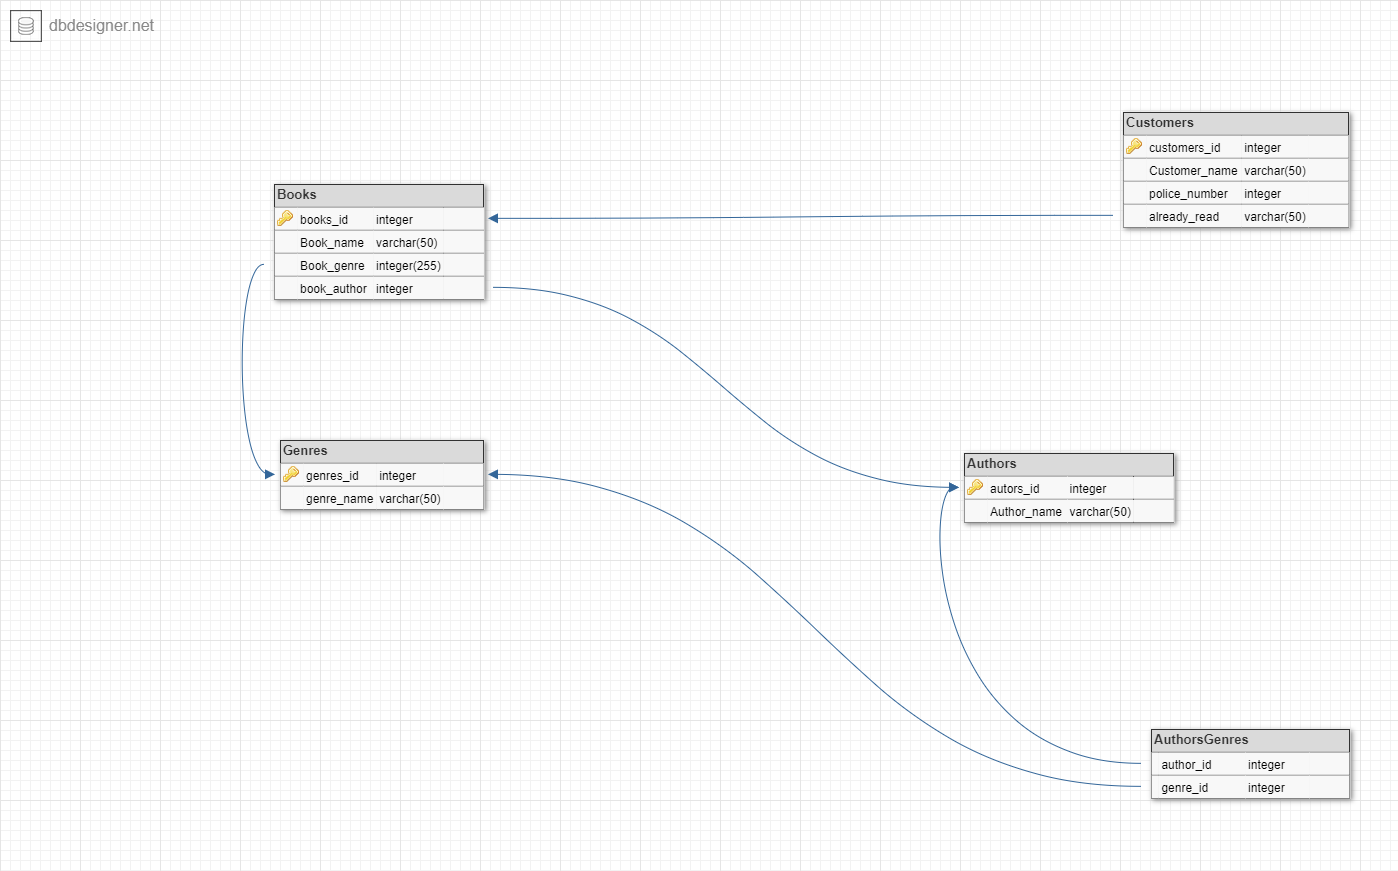 dbdesigner.net
Customers
customers_id integer
Customer_name varchar(50)
police_number integer
already_read varchar(50)
Books
books_id integer
Book_name varchar(50)
Book_genre integer(255)
book_author integer
Genres
genres_id integer
genre_name varchar(50)
Authors
autors_id integer
Author_name varchar(50)
AuthorsGenres
author_id integer
genre_id integer